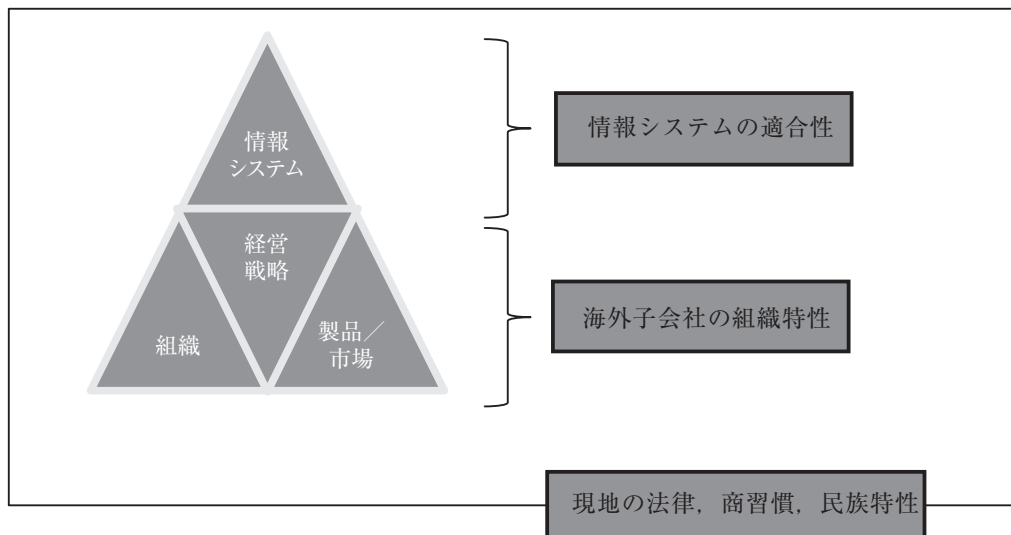 情報
システム
経営
戦略
組織
製品／
市場
情報システムの適合性
海外子会社の組織特性
現地の法律，商習慣，民族特性